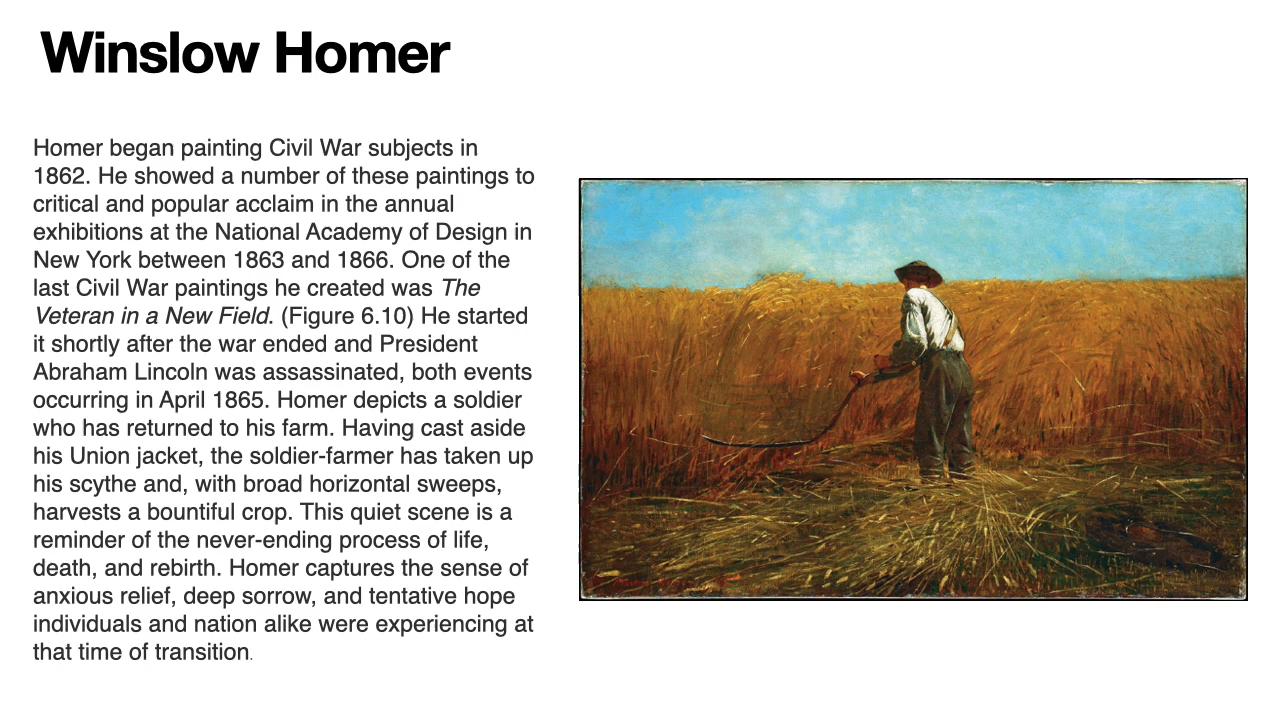 Winslow Homer
Homer began painting Civil War subjects in
1862. He showed a number of these paintings to
critical and popular acclaim in the annual
exhibitions at the National Academy of Design in
New York between 1863 and 1866. One of the
last Civil War paintings he created was The
Veteran in a New Field. (Figure 6.10) He started
it shortly after the war ended and President
Abraham Lincoln was assassinated, both events
occurring in April 1865. Homer depicts a soldier
who has returned to his farm. Having cast aside
his Union jacket, the soldier-farmer has taken up
his scythe and, with broad horizontal sweeps,
harvests a bountiful crop. This quiet scene is a
reminder of the never-ending process of life,
death, and rebirth. Homer captures the sense of
anxious relief, deep sorrow, and tentative hope
individuals and nation alike were experiencing at
that time of transition.